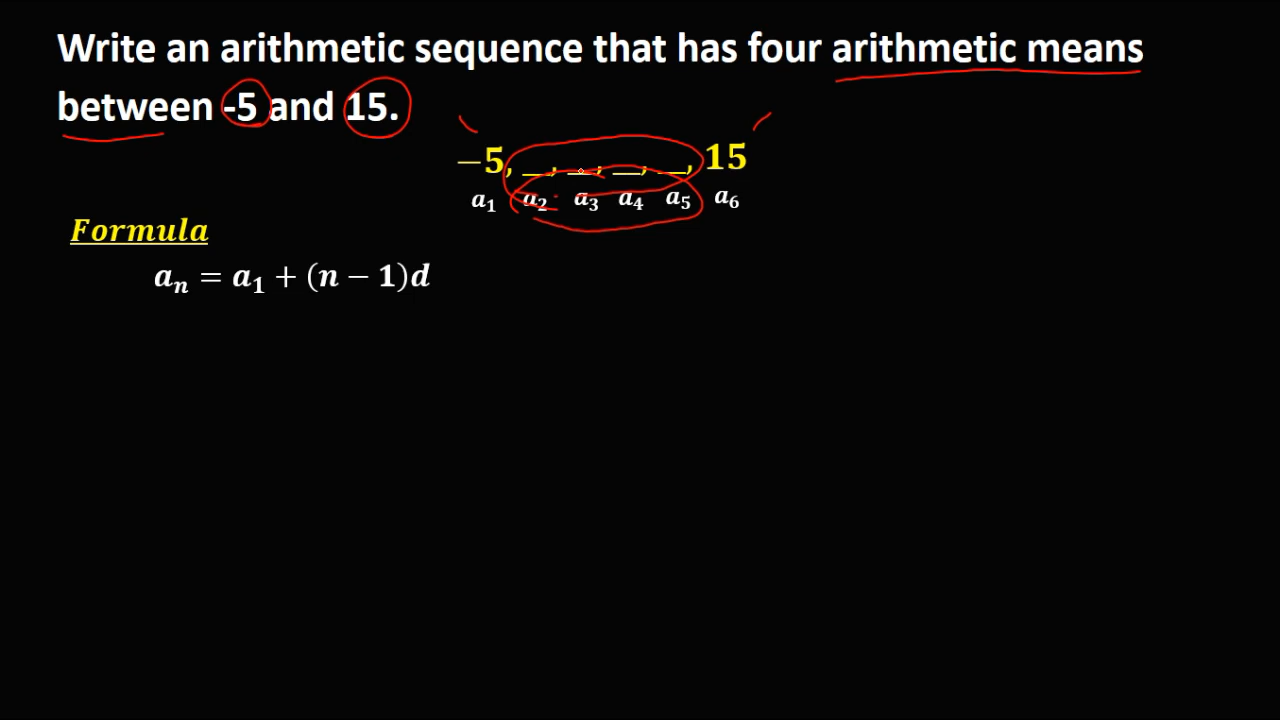 Write an arithmetic sequence that has four arithmetic means
between -5 and 15.
−5, __, __, __, __, 15
a₁ a₂ a₃ a₄ a₅ a₆
Formula
aₙ = a₁ + (n − 1)d